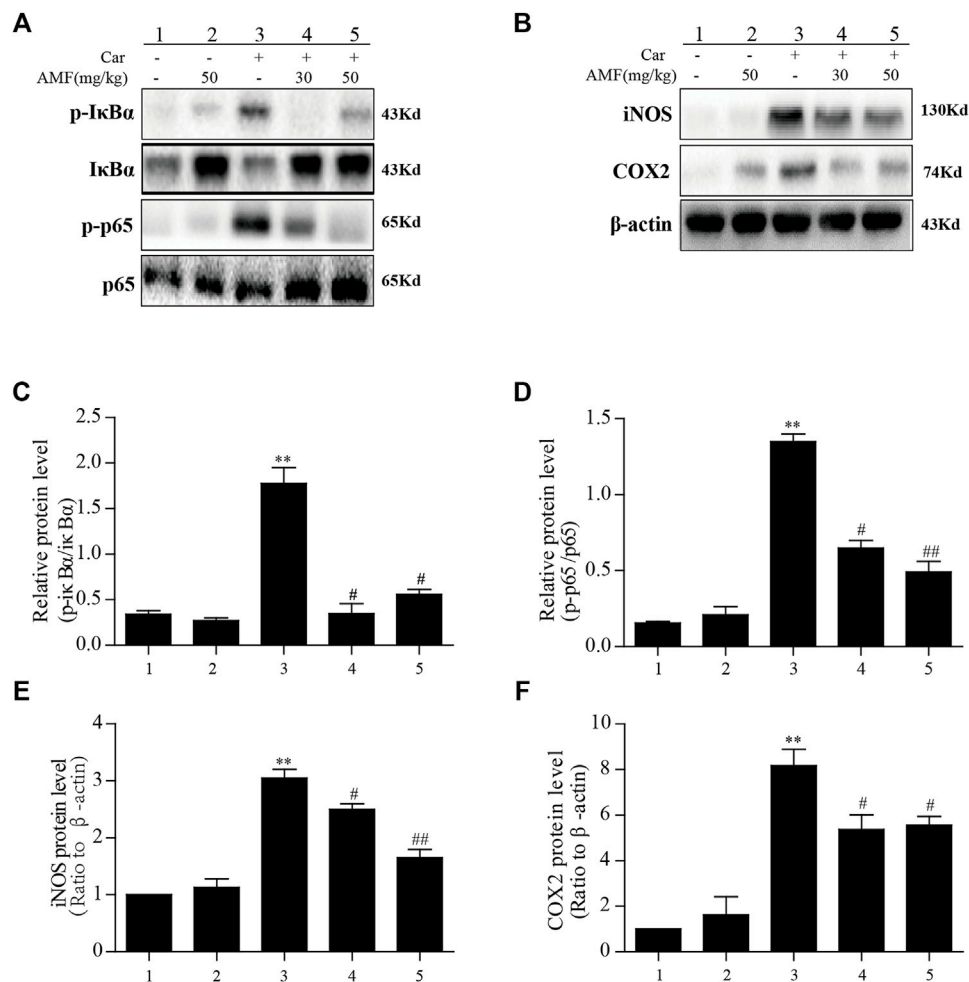 A
1 2 3 4 5
Car - - + + +
AMF(mg/kg) - 50 - 30 50
p-IκBα 43Kd
IκBα 43Kd
p-p65 65Kd
p65 65Kd
B
1 2 3 4 5
Car - - + + +
AMF(mg/kg) - 50 - 30 50
iNOS 130Kd
COX2 74Kd
β-actin 43Kd
C
Relative protein level
(p-iκ Bα/iκ Bα)
2.5
2.0
1.5
1.0
0.5
0.0
**
#
#
1 2 3 4 5
D
Relative protein level
(p-p65/p65)
1.5
1.0
0.5
0.0
**
#
##
1 2 3 4 5
E
iNOS protein level
(Ratio to β -actin)
4
3
2
1
0
**
#
##
1 2 3 4 5
F
COX2 protein level
(Ratio to β -actin)
10
8
6
4
2
0
**
#
#
1 2 3 4 5